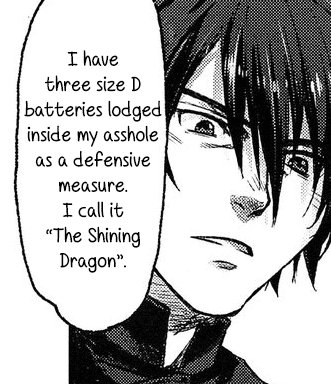 I have
three size D
batteries lodged
inside my asshole
as a defensive
measure.
I call it
“The Shining
Dragon”.